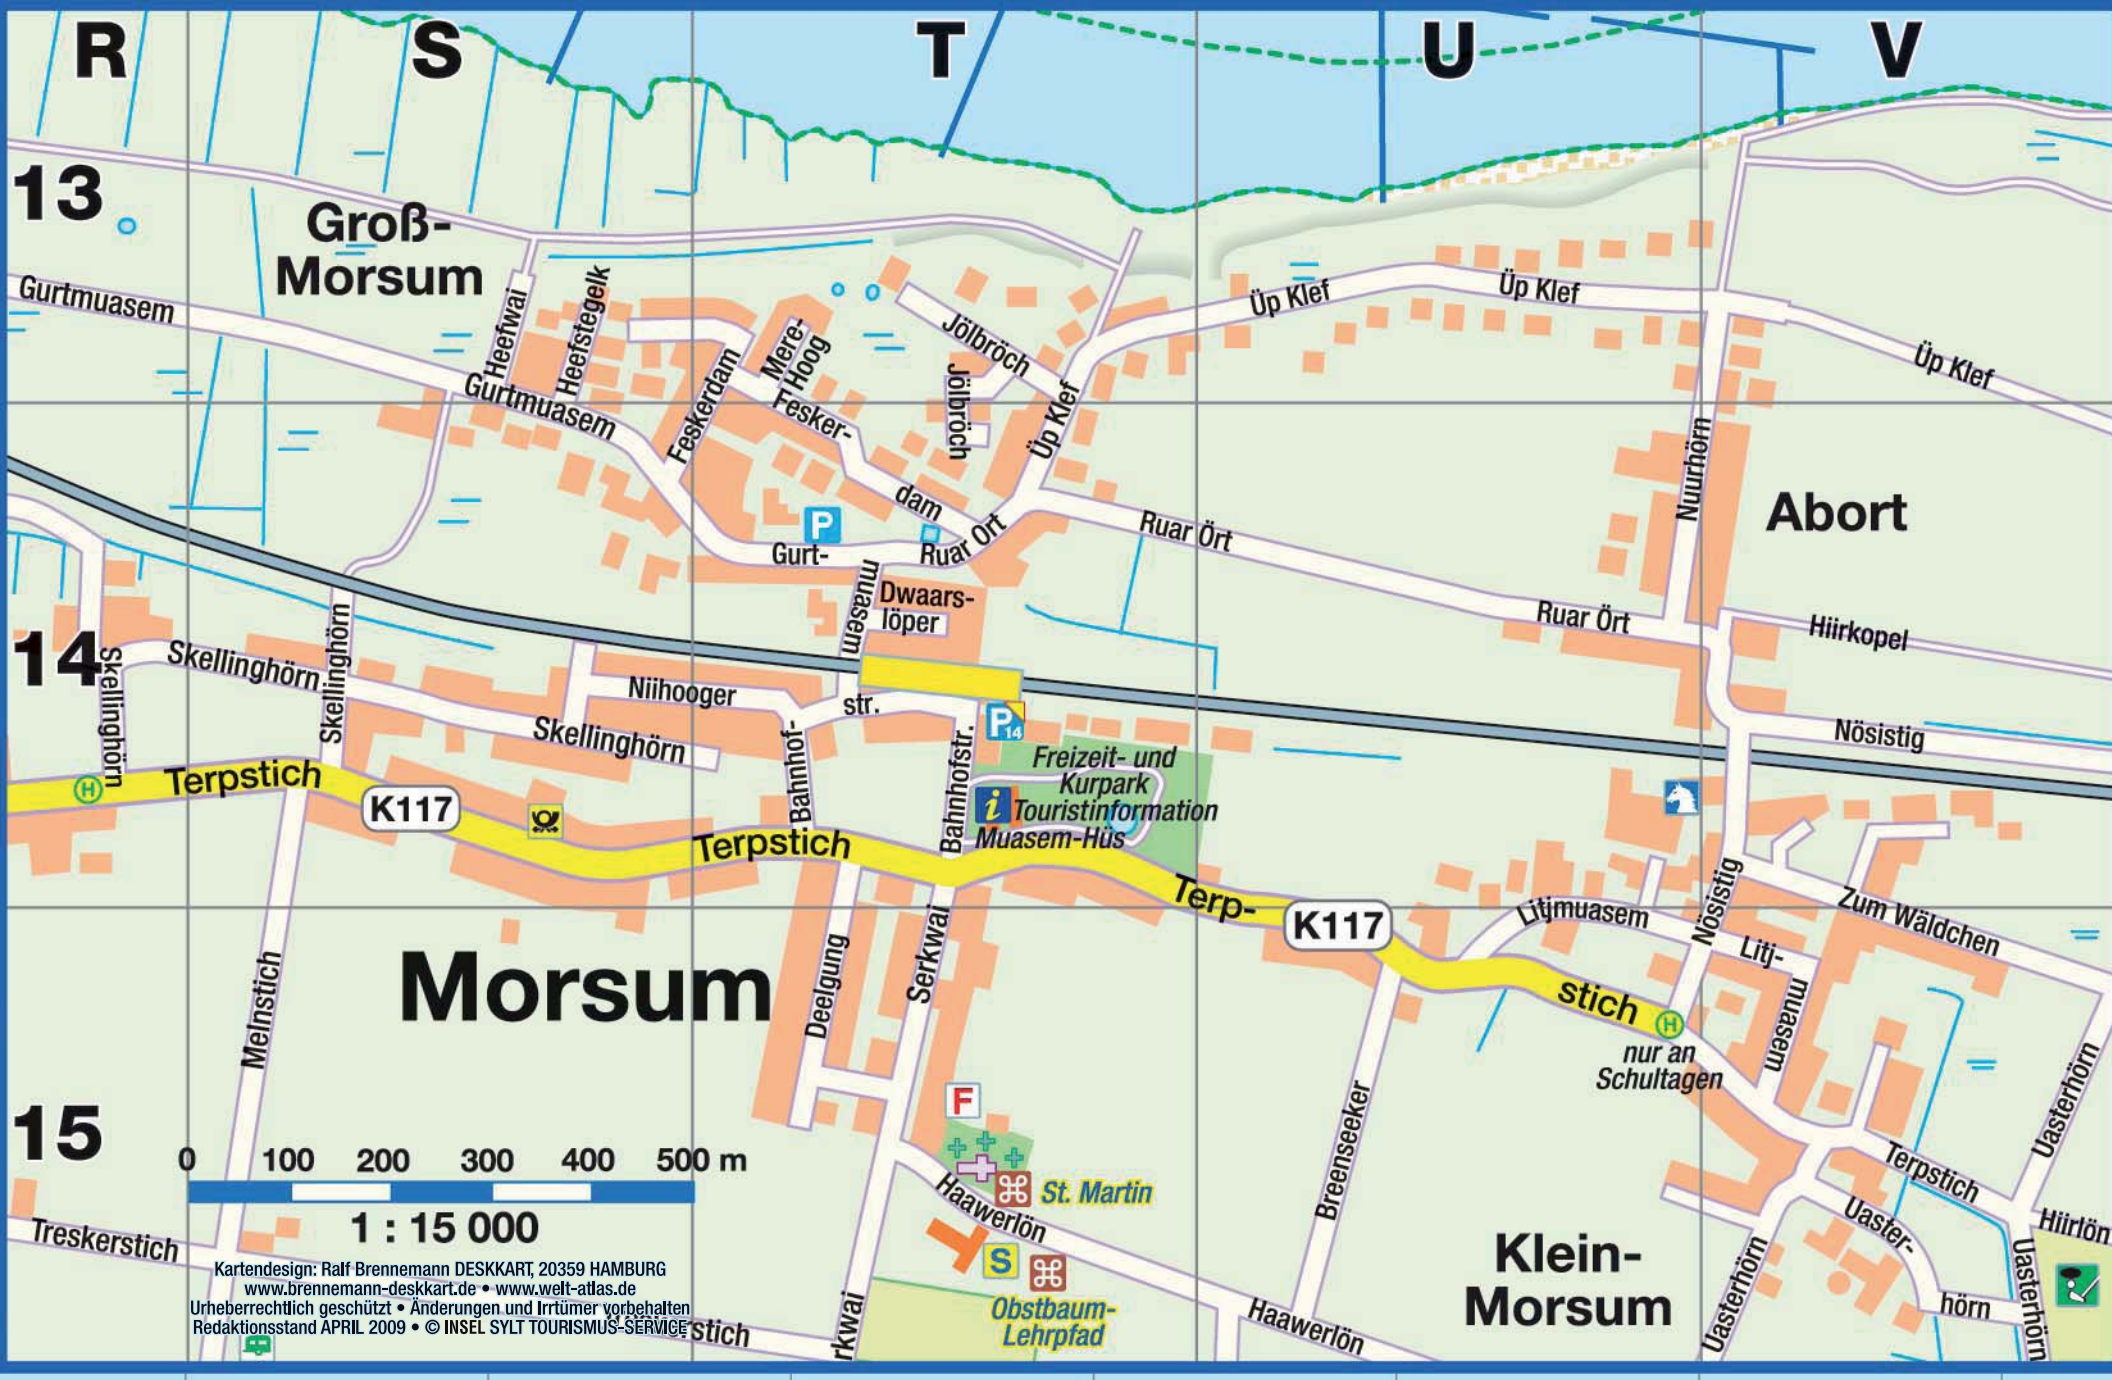 R
S
T
U
V
13
Groß-
Morsum
Gurtmuasem
Heefwai
Heefstegelk
Gurtmuasem
Feskerdam
Mere-
Hoog
Fesker-
dam
Jölbröch
Jölbröch
Üp Klef
Üp Klef
Üp Klef
Üp Klef
Nuurhörn
Abort
P
Gurt-
muasem
Ruar Ort
Ruar Ört
Ruar Ört
Dwaars-
löper
Hiirkopel
Nösistig
14
Skellinghörn
Skellinghörn
Skellinghörn
Skellinghörn
Niihooger
str.
Bahnhof-
Bahnhofstr.
P
14
Freizeit- und
Kurpark
i Touristinformation
Muasem-Hüs
H
Terpstich
K117
Terpstich
Terp-
K117
stich
H
nur an
Schultagen
Litjmuasem
Nösistig
Litj-
muasem
Zum Wäldchen
Melnstich
Morsum
Deelgung
Serkwai
Breenseeker
Uasterhörn
15
0 100 200 300 400 500 m
1 : 15 000
F
St. Martin
Haawerlön
S
Obstbaum-
Lehrpfad
Haawerlön
Klein-
Morsum
Terpstich
Uaster-
hörn
Hiirlön
Uasterhörn
Uasterhörn
Treskerstich
Kartendesign: Ralf Brennemann DESKKART, 20359 HAMBURG
www.brennemann-deskkart.de • www.welt-atlas.de
Urheberrechtlich geschützt • Änderungen und Irrtümer vorbehalten
Redaktionsstand APRIL 2009 • © INSEL SYLT TOURISMUS-SERVICE
rstich
rkwai